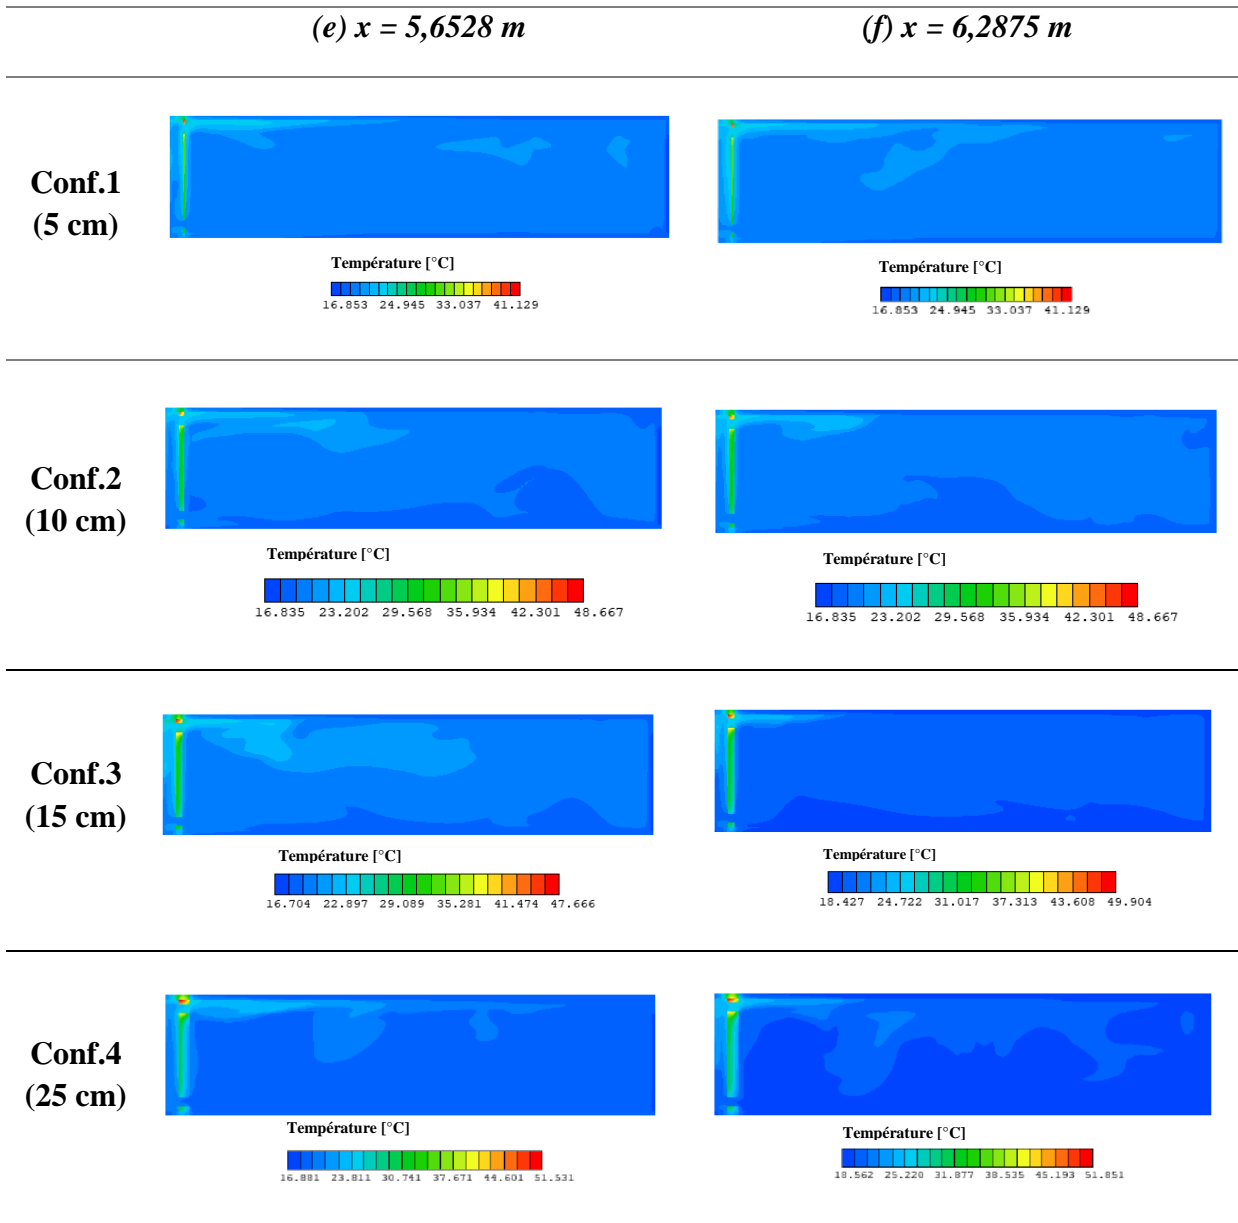 (e) x = 5,6528 m (f) x = 6,2875 m
Conf.1
(5 cm)
Température [°C] Température [°C]
16.853 24.945 33.037 41.129 16.853 24.945 33.037 41.129
Conf.2
(10 cm)
Température [°C] Température [°C]
16.835 23.202 29.568 35.934 42.301 48.667 16.835 23.202 29.568 35.934 42.301 48.667
Conf.3
(15 cm)
Température [°C] Température [°C]
16.704 22.897 29.089 35.281 41.474 47.666 18.427 24.722 31.017 37.313 43.608 49.904
Conf.4
(25 cm)
Température [°C] Température [°C]
16.881 23.811 30.741 37.671 44.601 51.531 18.562 25.220 31.877 38.535 45.193 51.851